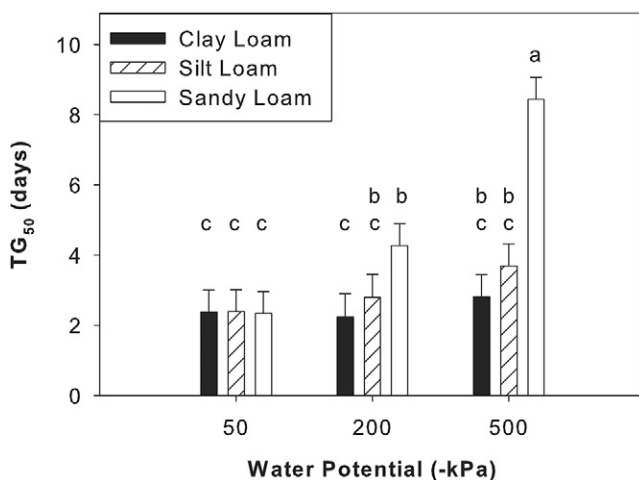 10
8
6
4
2
0
TG50 (days)
Clay Loam
Silt Loam
Sandy Loam
a
b b b b
c c c c c c c
50 200 500
Water Potential (-kPa)